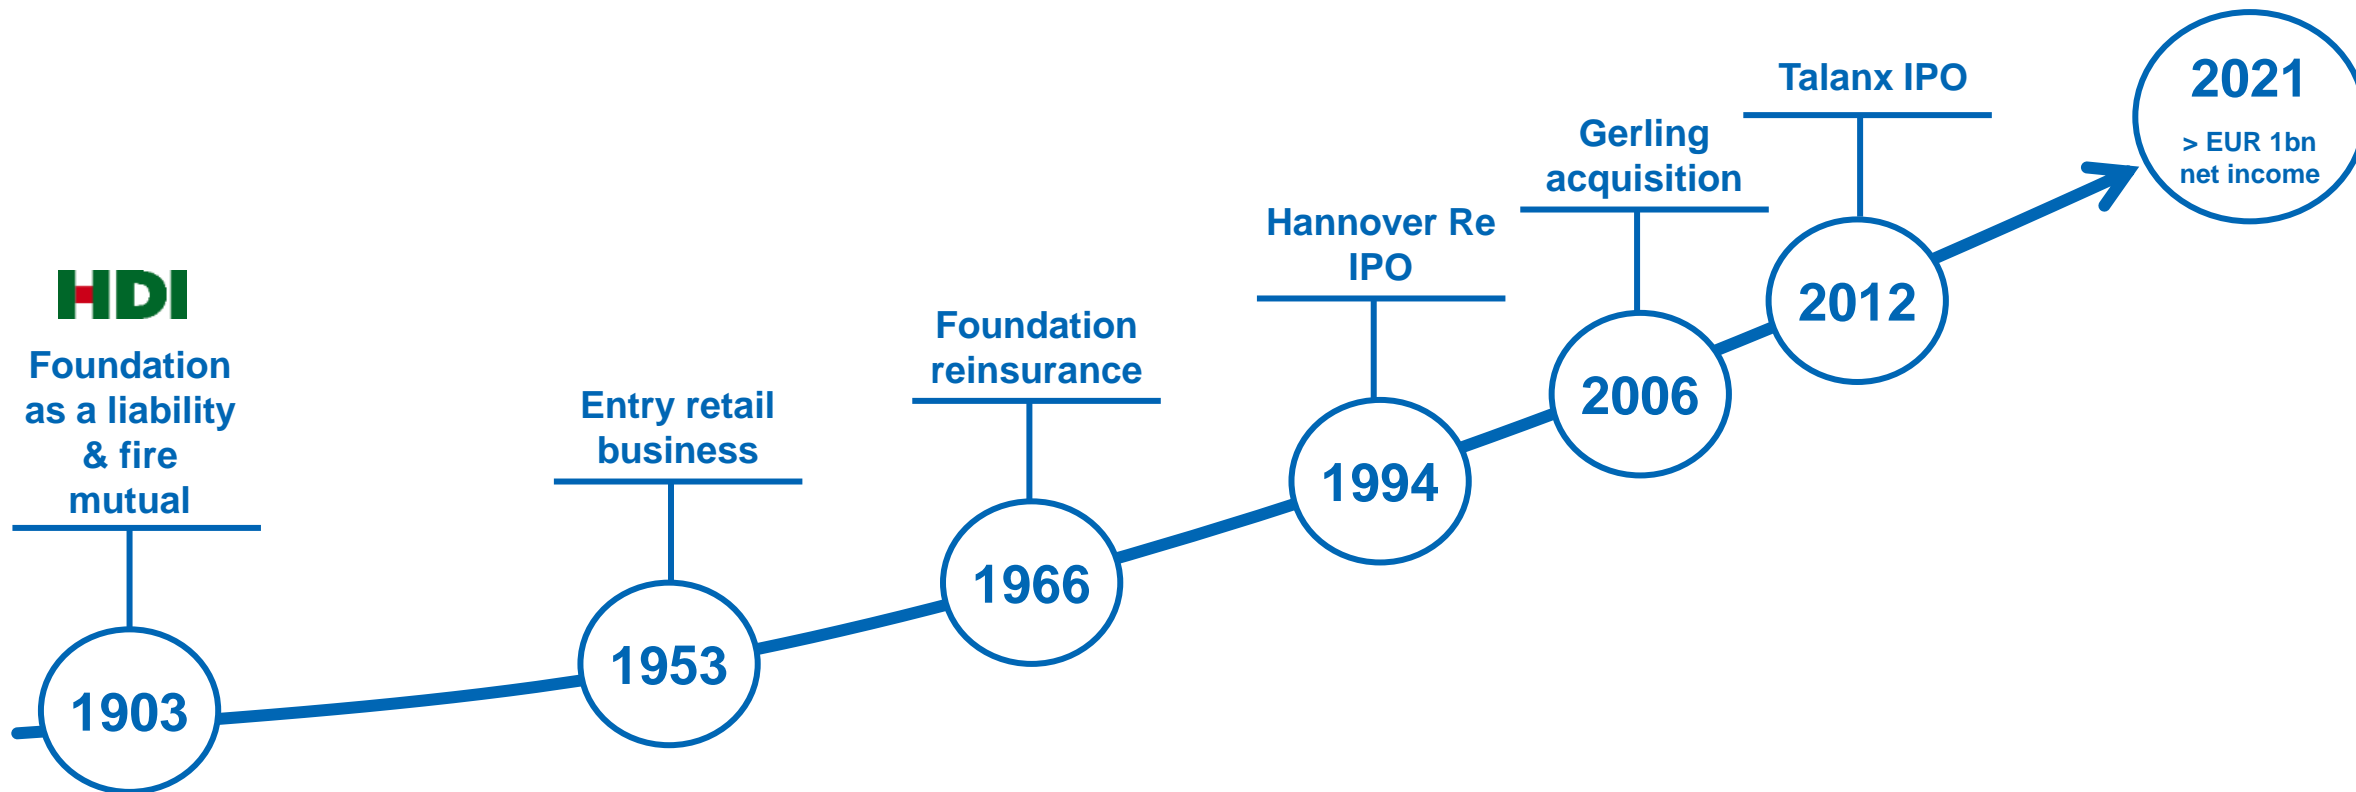 HDI
Foundation
as a liability
& fire
mutual
1903
Entry retail
business
1953
Foundation
reinsurance
1966
Hannover Re
IPO
1994
Gerling
acquisition
2006
Talanx IPO
2012
2021
> EUR 1bn
net income